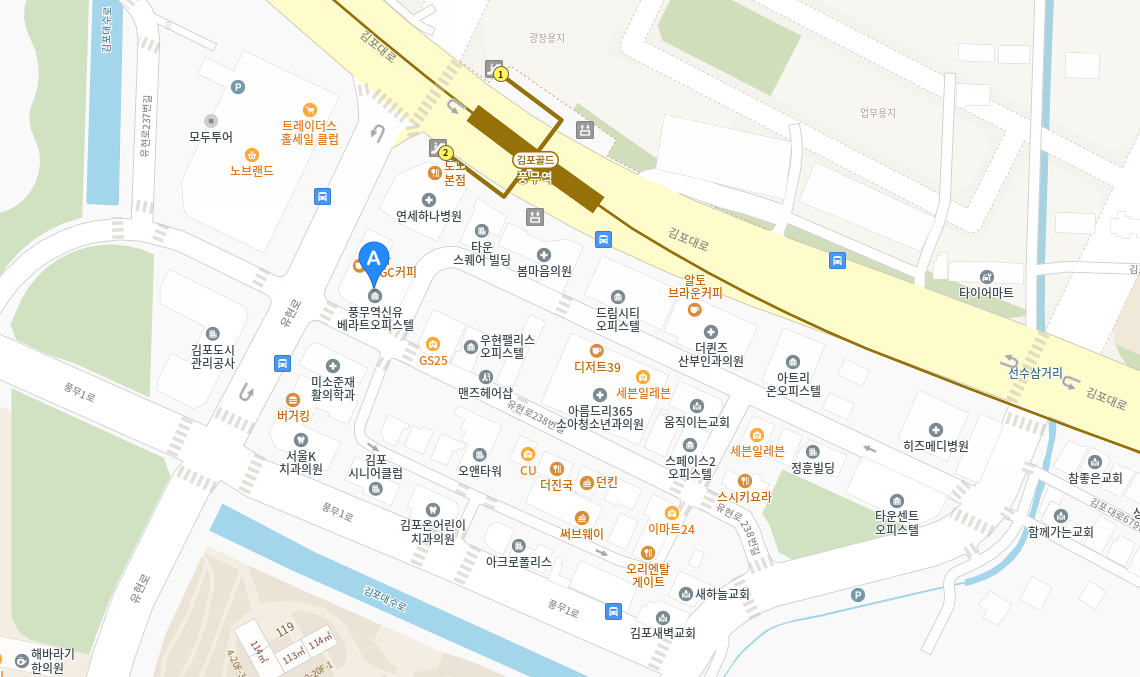 김포대수로
김포대로
광장용지
업무용지
유현로237번길
P
모두투어
트레이더스
홀세일 클럽
노브랜드
1
2
본점
김포골드
풍무역
연세하나병원
타운
스퀘어 빌딩
봄마음의원
김포대로
A
GC커피
풍무역신유
베라트오피스텔
알토
브라운커피
드림시티
오피스텔
타이어마트
유현로
김포도시
관리공사
GS25
우현팰리스
오피스텔
더퀸즈
산부인과의원
선수삼거리
김포대로
풍무1로
미소준재
활의학과
맨즈헤어샵
디저트39
세븐일레븐
아트리
온오피스텔
버거킹
유현로238번길
아름드리365
소아청소년과의원
움직이는교회
서울K
치과의원
김포
시니어클럽
오앤타워
CU
더진국
던킨
스페이스2
오피스텔
세븐일레븐
정훈빌딩
히즈메디병원
참좋은교회
스시키요라
풍무1로
김포온어린이
치과의원
써브웨이
이마트24
유현로 238번길
타운센트
오피스텔
함께가는교회
아크로폴리스
오리엔탈
게이트
유현로
김포대수로
풍무1로
새하늘교회
P
김포새벽교회
119
114㎡
113㎡
114㎡
해바라기
한의원